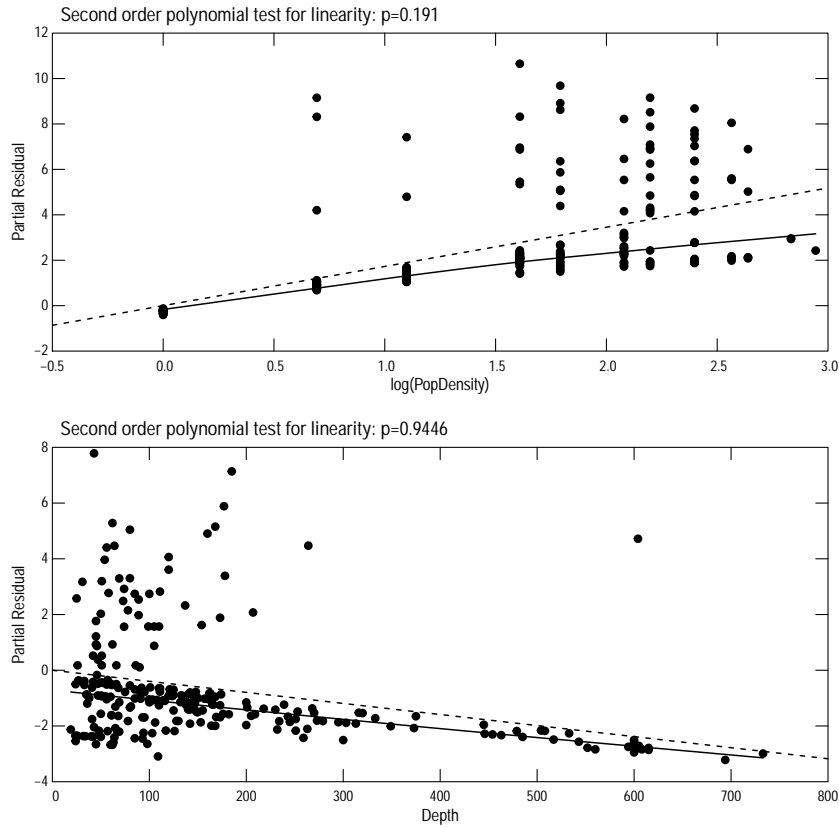 Second order polynomial test for linearity: p=0.191
12
10
8
6
4
2
0
−2
Partial Residual
−0.5 0.0 0.5 1.0 1.5 2.0 2.5 3.0
log(PopDensity)
Second order polynomial test for linearity: p=0.9446
8
6
4
2
0
−2
−4
Partial Residual
0 100 200 300 400 500 600 700 800
Depth